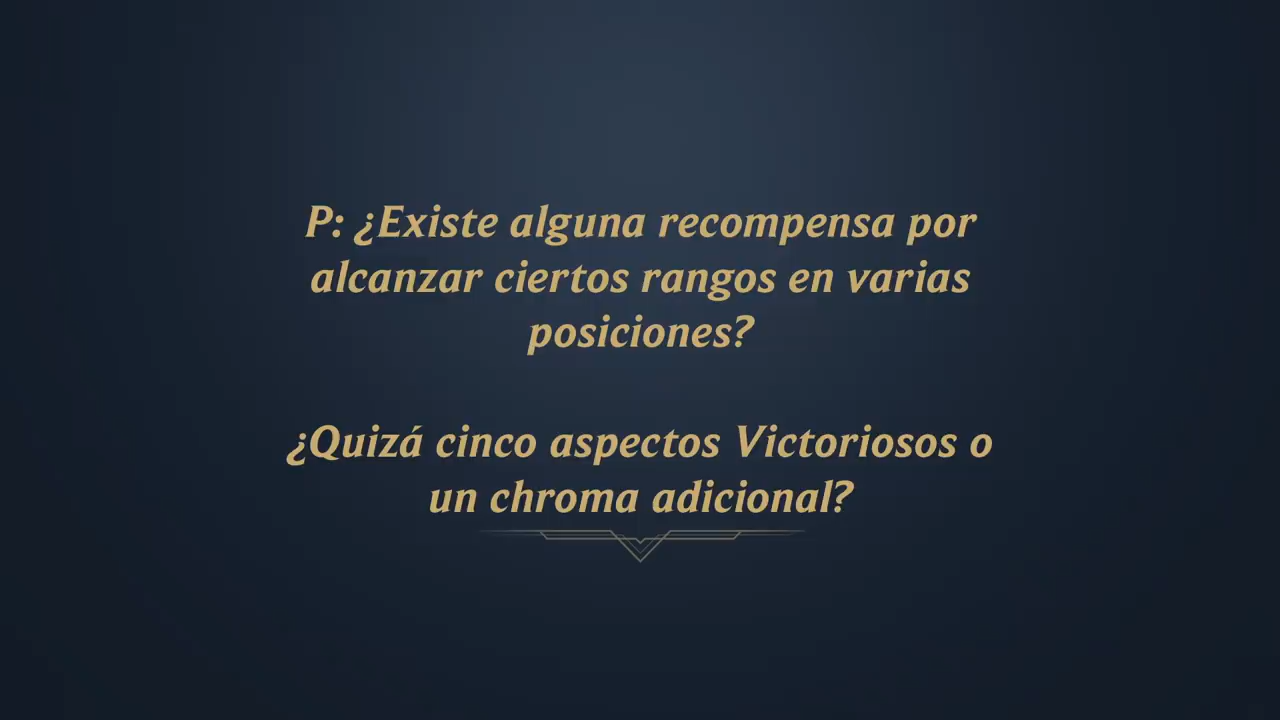 P: ¿Existe alguna recompensa por
alcanzar ciertos rangos en varias
posiciones?
¿Quizá cinco aspectos Victoriosos o
un chroma adicional?